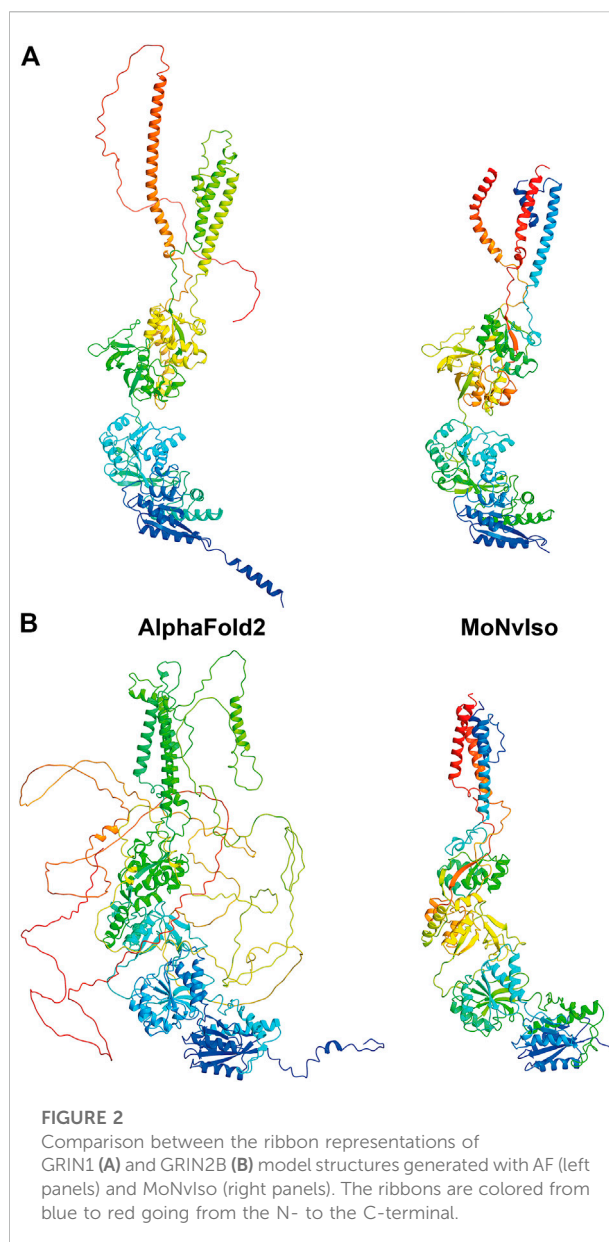 A
B
AlphaFold2 MoNvIso
FIGURE 2
Comparison between the ribbon representations of
GRIN1 (A) and GRIN2B (B) model structures generated with AF (left
panels) and MoNvIso (right panels). The ribbons are colored from
blue to red going from the N- to the C-terminal.